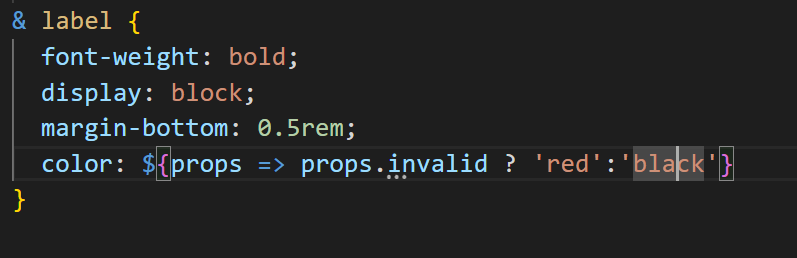 & label {
font-weight: bold;
display: block;
margin-bottom: 0.5rem;
color: ${props => props.invalid ? 'red':'black'}
}